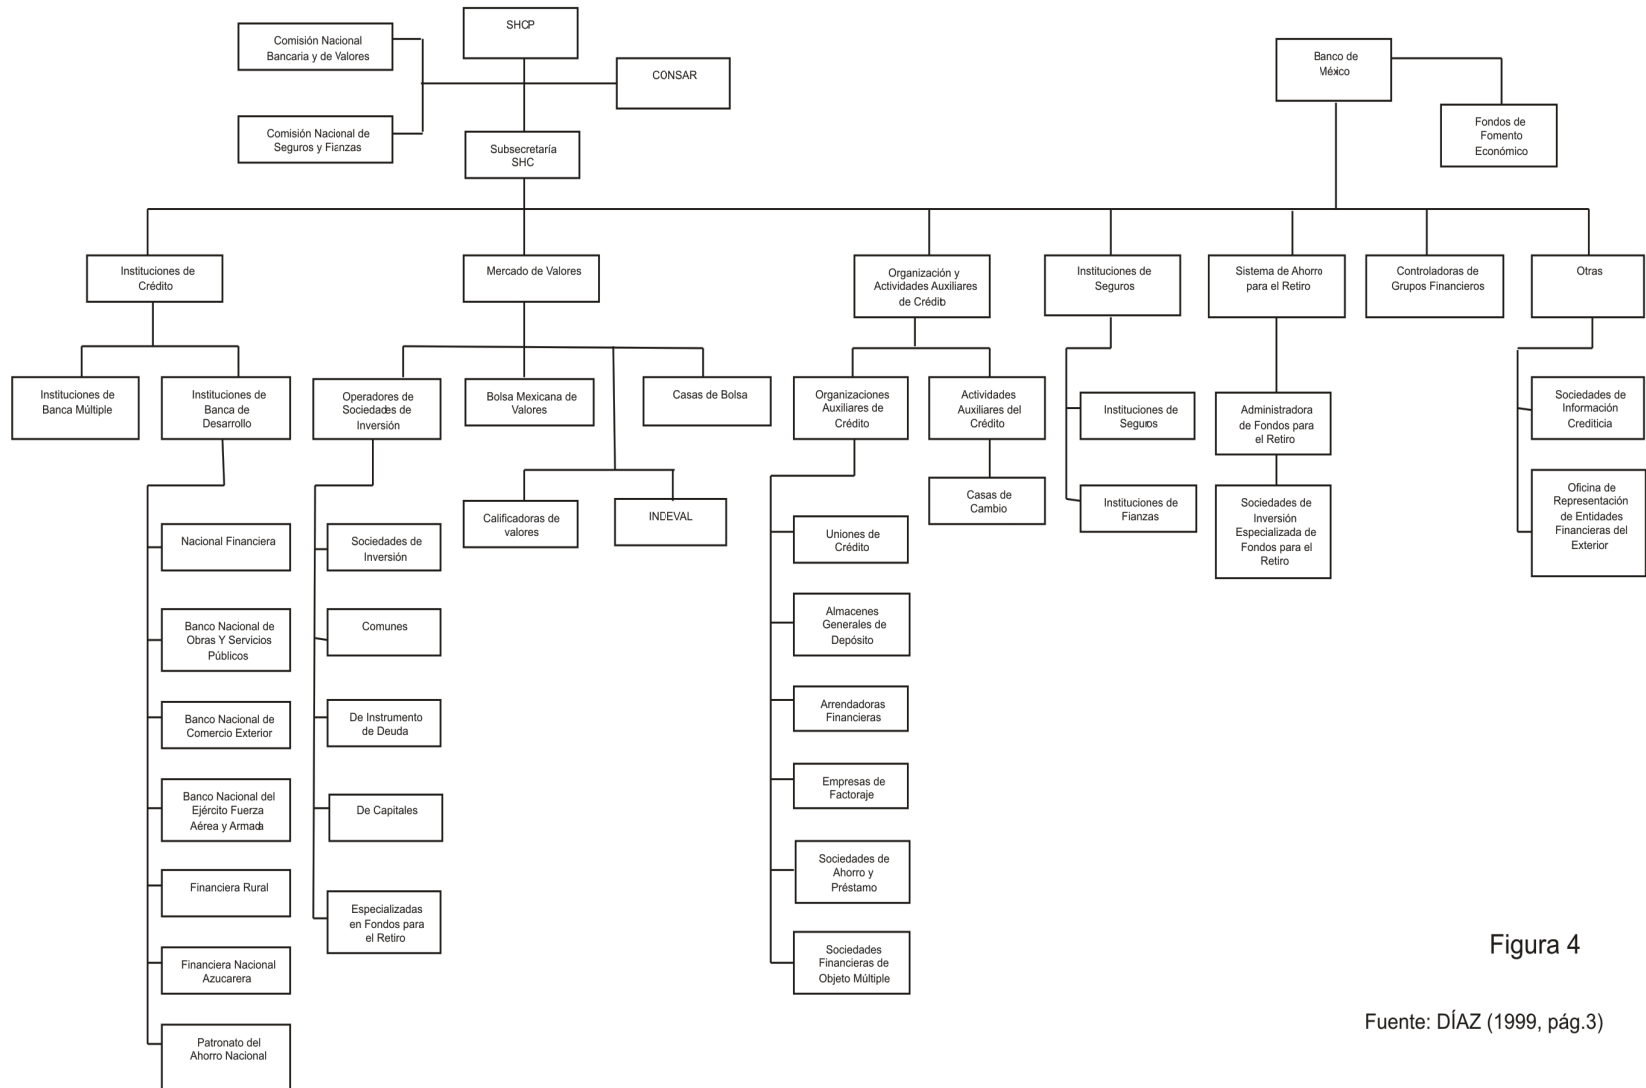 SHCP
Comisión Nacional
Bancaria y de Valores
CONSAR
Comisión Nacional de
Seguros y Fianzas
Subsecretaría
SHC
Banco de
México
Fondos de
Fomento
Económico
Instituciones de
Crédito
Mercado de Valores
Organización y
Actividades Auxiliares
de Crédito
Instituciones de
Seguros
Sistema de Ahorro
para el Retiro
Controladoras de
Grupos Financieros
Otras
Instituciones de
Banca Múltiple
Instituciones de
Banca de
Desarrollo
Operadores de
Sociedades de
Inversión
Bolsa Mexicana de
Valores
Casas de Bolsa
Organizaciones
Auxiliares de
Crédito
Actividades
Auxiliares del
Crédito
Instituciones de
Seguros
Administradora
de Fondos para
el Retiro
Sociedades de
Información
Crediticia
Calificadoras de
valores
INDEVAL
Casas de
Cambio
Instituciones de
Fianzas
Sociedades de
Inversión
Especializada de
Fondos para el
Retiro
Oficina de
Representación
de Entidades
Financieras del
Exterior
Nacional Financiera
Banco Nacional de
Obras Y Servicios
Públicos
Banco Nacional de
Comercio Exterior
Banco Nacional del
Ejército Fuerza
Aérea y Armada
Financiera Rural
Financiera Nacional
Azucarera
Patronato del
Ahorro Nacional
Sociedades de
Inversión
Comunes
De Instrumento
de Deuda
De Capitales
Especializadas
en Fondos para
el Retiro
Uniones de
Crédito
Almacenes
Generales de
Depósito
Arrendadoras
Financieras
Empresas de
Factoraje
Sociedades de
Ahorro y
Préstamo
Sociedades
Financieras de
Objeto Múltiple
Figura 4
Fuente: DÍAZ (1999, pág.3)